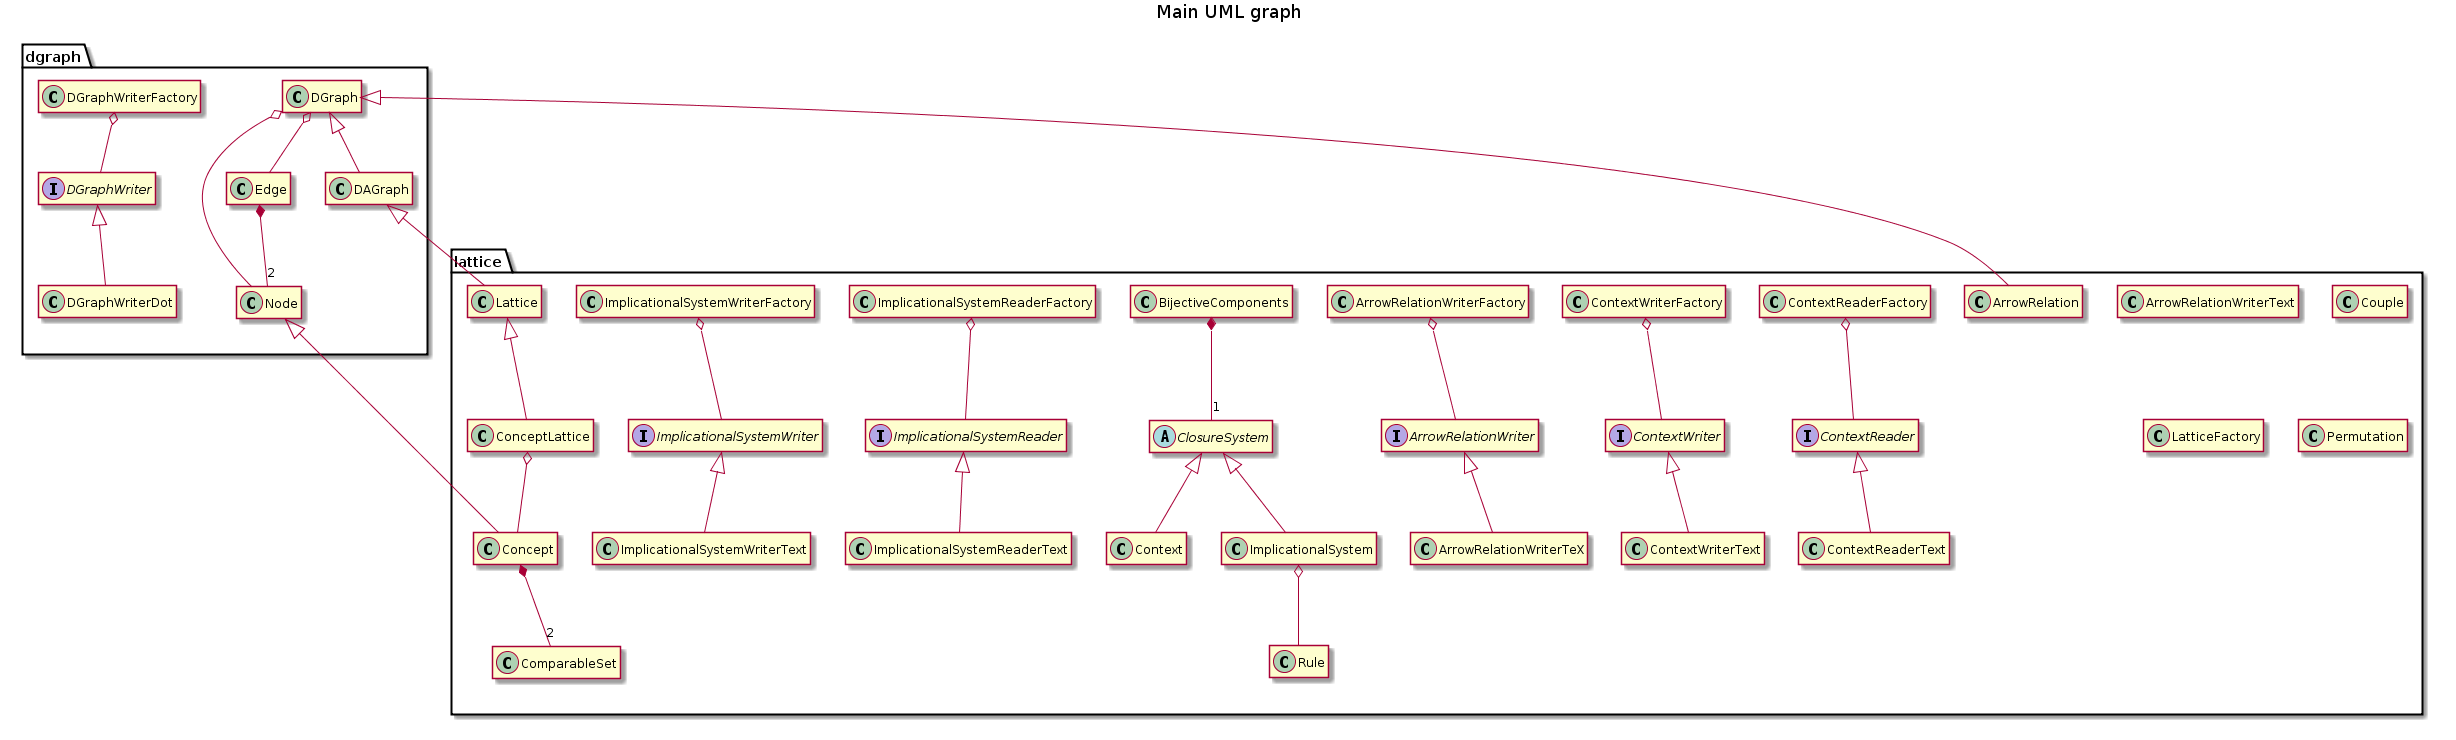 Main UML graph
dgraph
C DGraphWriterFactory
C DGraph
I DGraphWriter
C Edge
C DAGraph
2
C DGraphWriterDot
C Node
lattice
C Lattice
C ImplicationalSystemWriterFactory
C ImplicationalSystemReaderFactory
C BijectiveComponents
C ArrowRelationWriterFactory
C ContextWriterFactory
C ContextReaderFactory
C ArrowRelation
C ArrowRelationWriterText
C Couple
1
C ConceptLattice
I ImplicationalSystemWriter
I ImplicationalSystemReader
A ClosureSystem
I ArrowRelationWriter
I ContextWriter
I ContextReader
C LatticeFactory
C Permutation
C Concept
C ImplicationalSystemWriterText
C ImplicationalSystemReaderText
C Context
C ImplicationalSystem
C ArrowRelationWriterTeX
C ContextWriterText
C ContextReaderText
2
C ComparableSet
C Rule